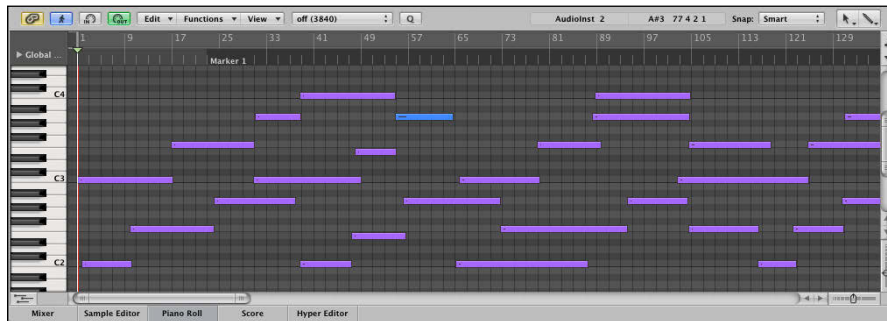 IN OUT Edit Functions View off (3840) Q AudioInst 2 A#3 77 4 2 1 Snap: Smart
1 9 17 25 33 41 49 57 65 73 81 89 97 105 113 121 129
Global ...
Marker 1
C4
C3
C2
Mixer Sample Editor Piano Roll Score Hyper Editor